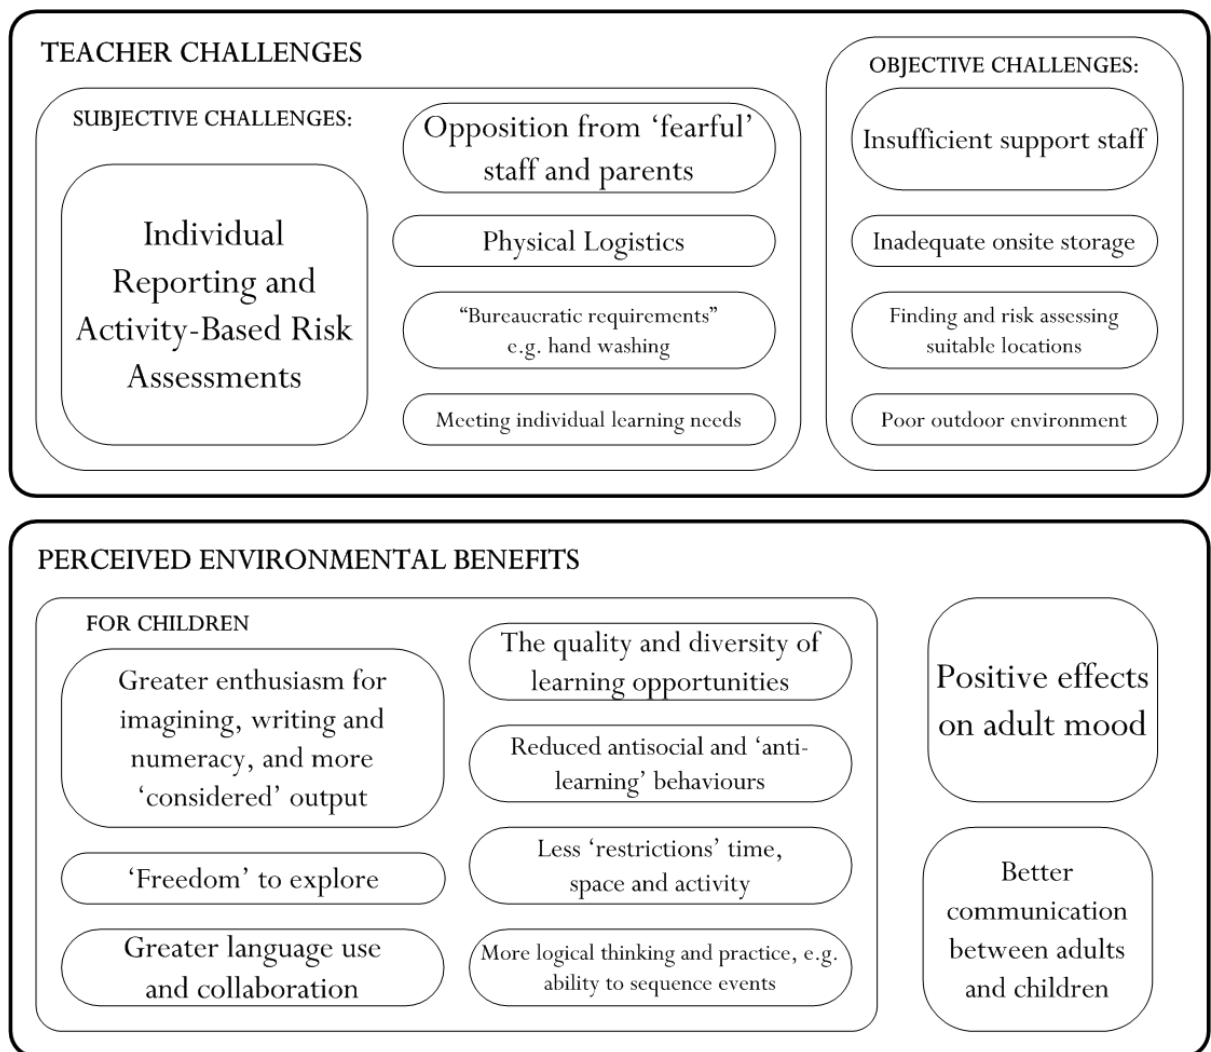 TEACHER CHALLENGES
SUBJECTIVE CHALLENGES:
Individual
Reporting and
Activity-Based Risk
Assessments
Opposition from ‘fearful’
staff and parents
Physical Logistics
“Bureaucratic requirements”
e.g. hand washing
Meeting individual learning needs
OBJECTIVE CHALLENGES:
Insufficient support staff
Inadequate onsite storage
Finding and risk assessing
suitable locations
Poor outdoor environment
PERCEIVED ENVIRONMENTAL BENEFITS
FOR CHILDREN
Greater enthusiasm for
imagining, writing and
numeracy, and more
‘considered’ output
‘Freedom’ to explore
Greater language use
and collaboration
The quality and diversity of
learning opportunities
Reduced antisocial and ‘anti-
learning’ behaviours
Less ‘restrictions’ time,
space and activity
More logical thinking and practice, e.g.
ability to sequence events
Positive effects
on adult mood
Better
communication
between adults
and children